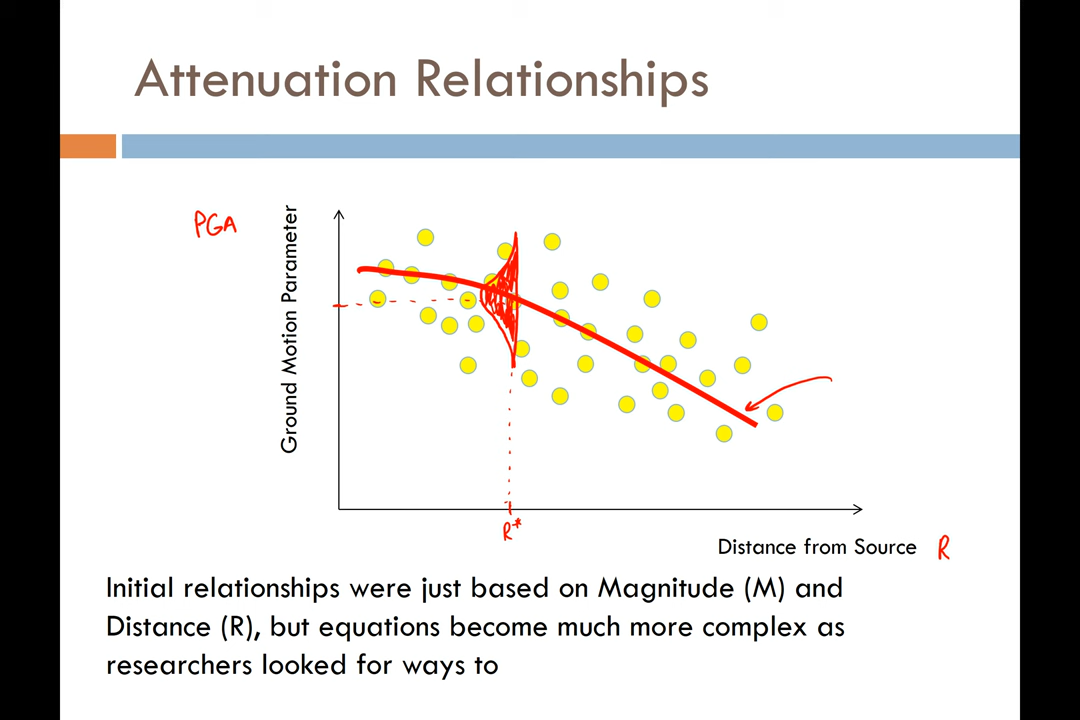 Attenuation Relationships
PGA
Ground Motion Parameter
R*
Distance from Source R
Initial relationships were just based on Magnitude (M) and
Distance (R), but equations become much more complex as
researchers looked for ways to